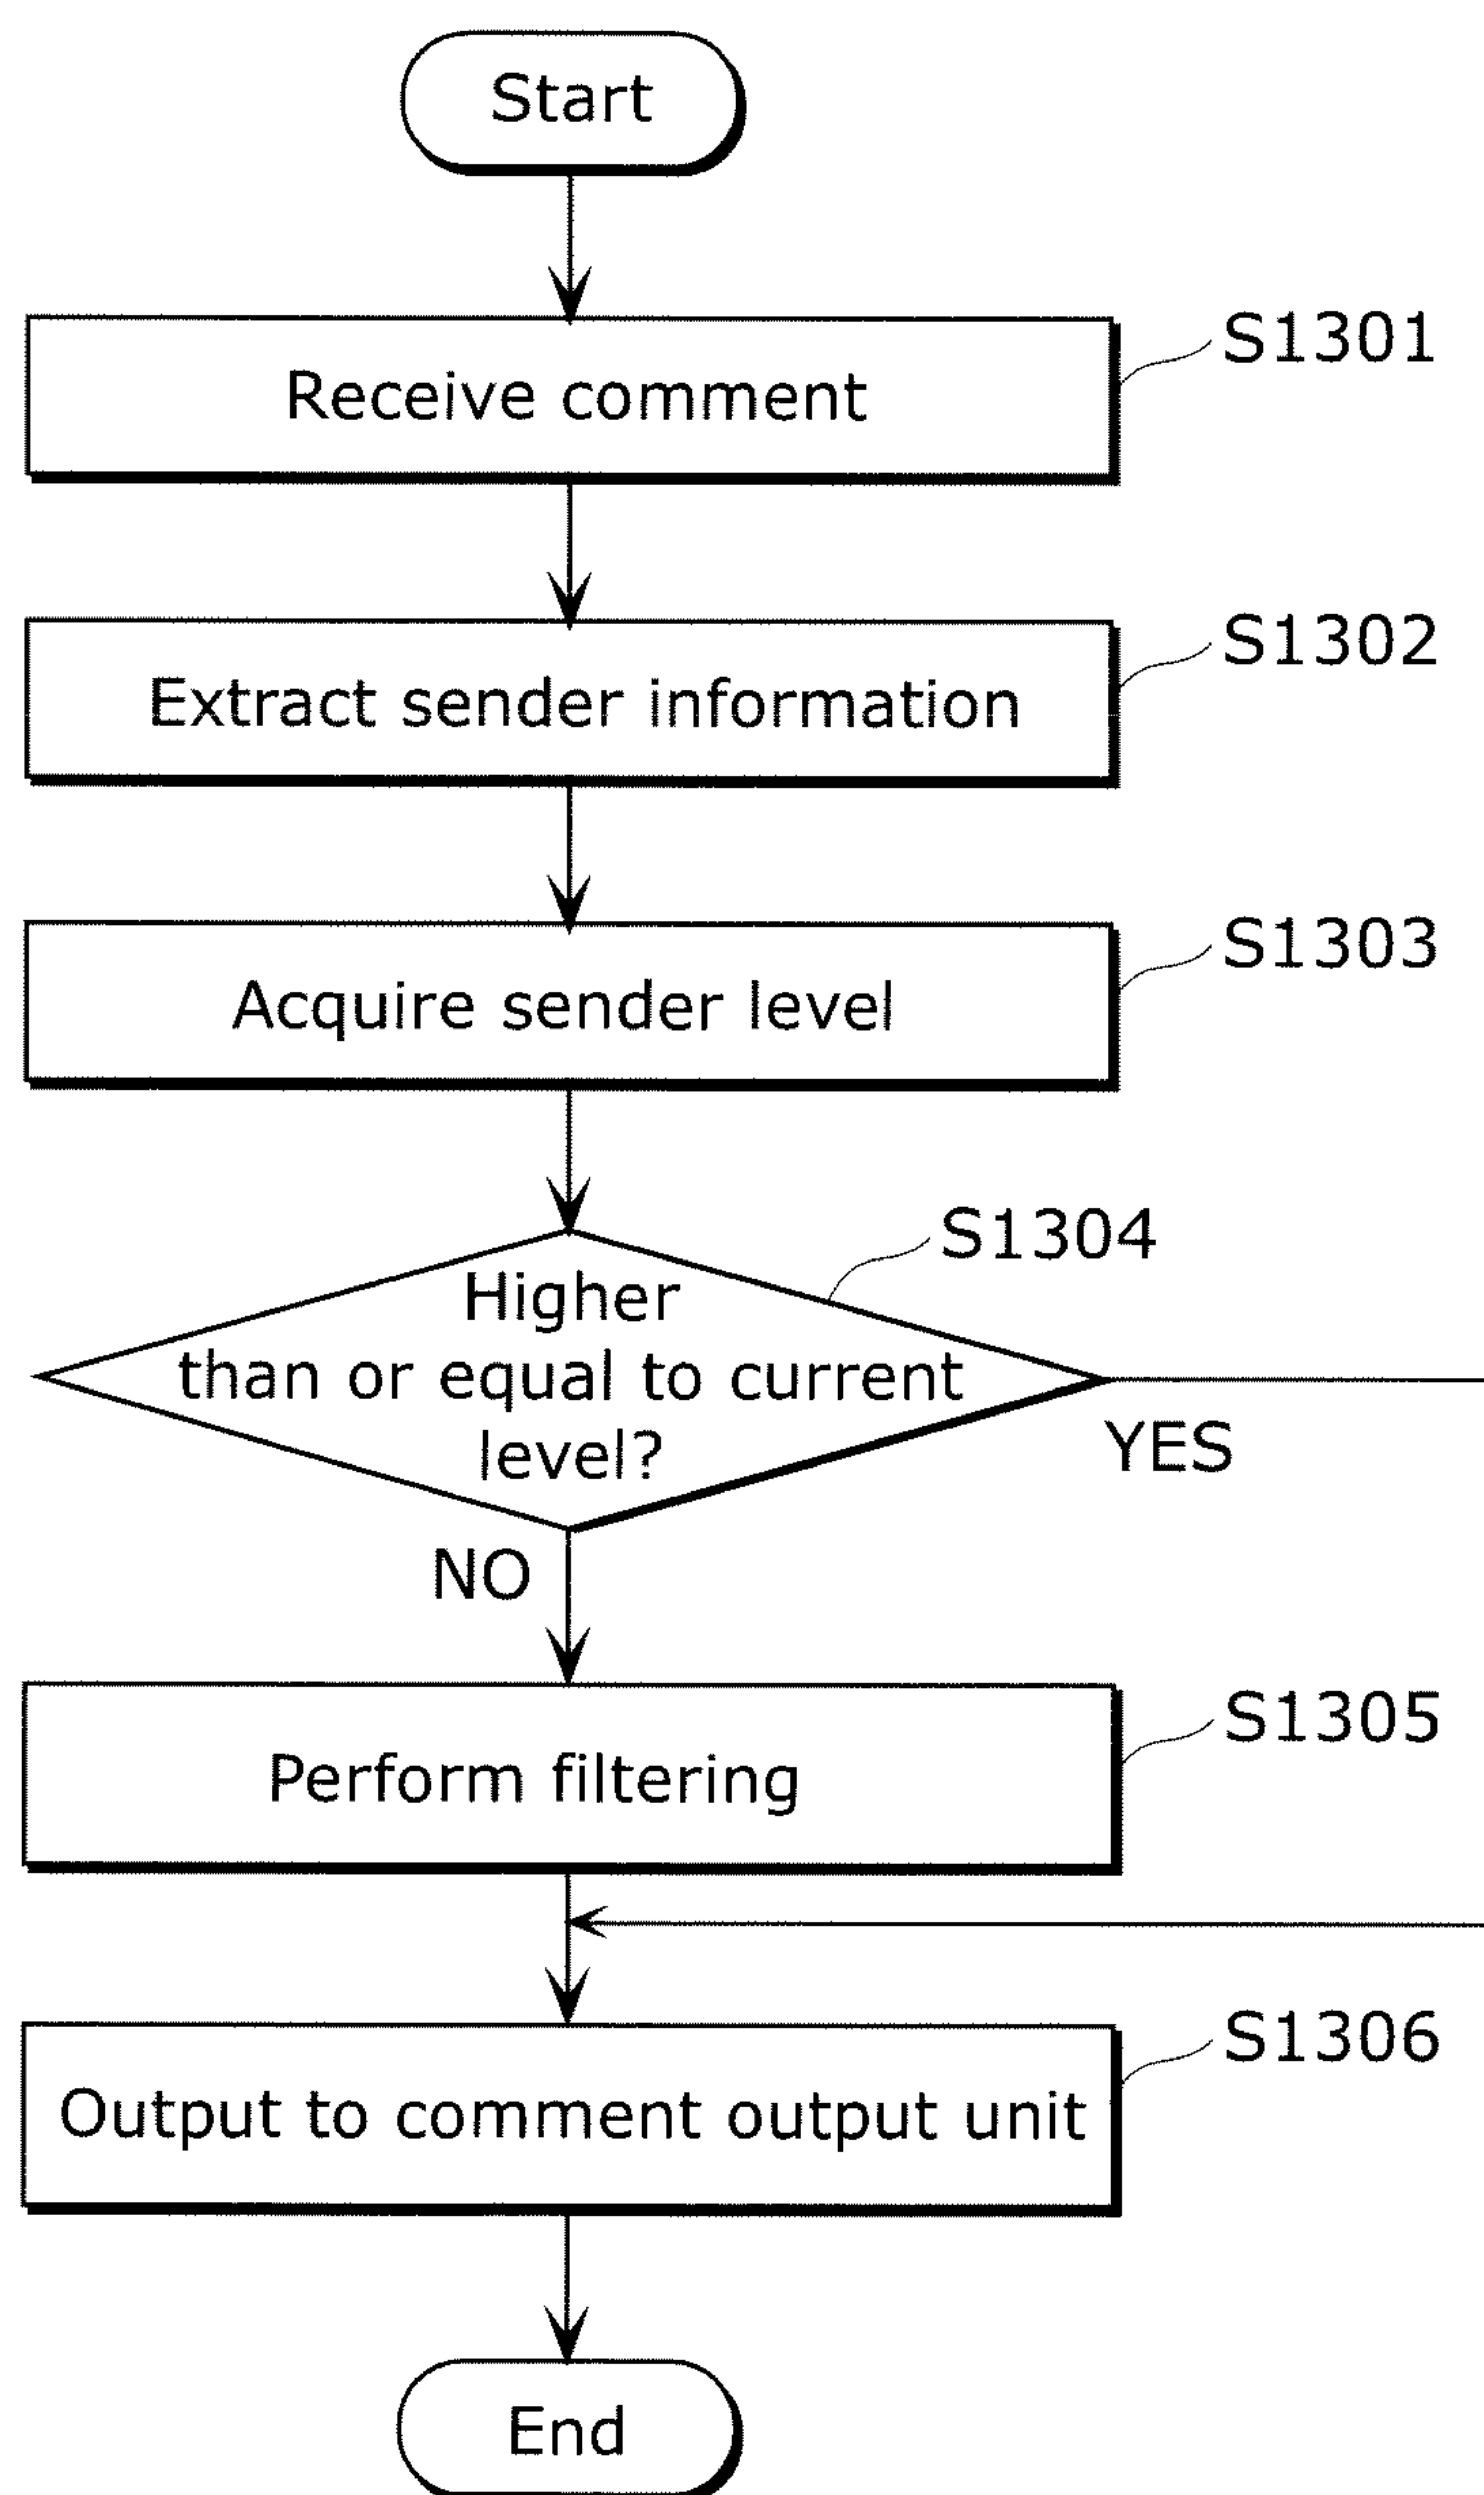 Start
Receive comment
S1301
Extract sender information
S1302
Acquire sender level
S1303
S1304
Higher
than or equal to current
level?
YES
NO
Perform filtering
S1305
Output to comment output unit
S1306
End